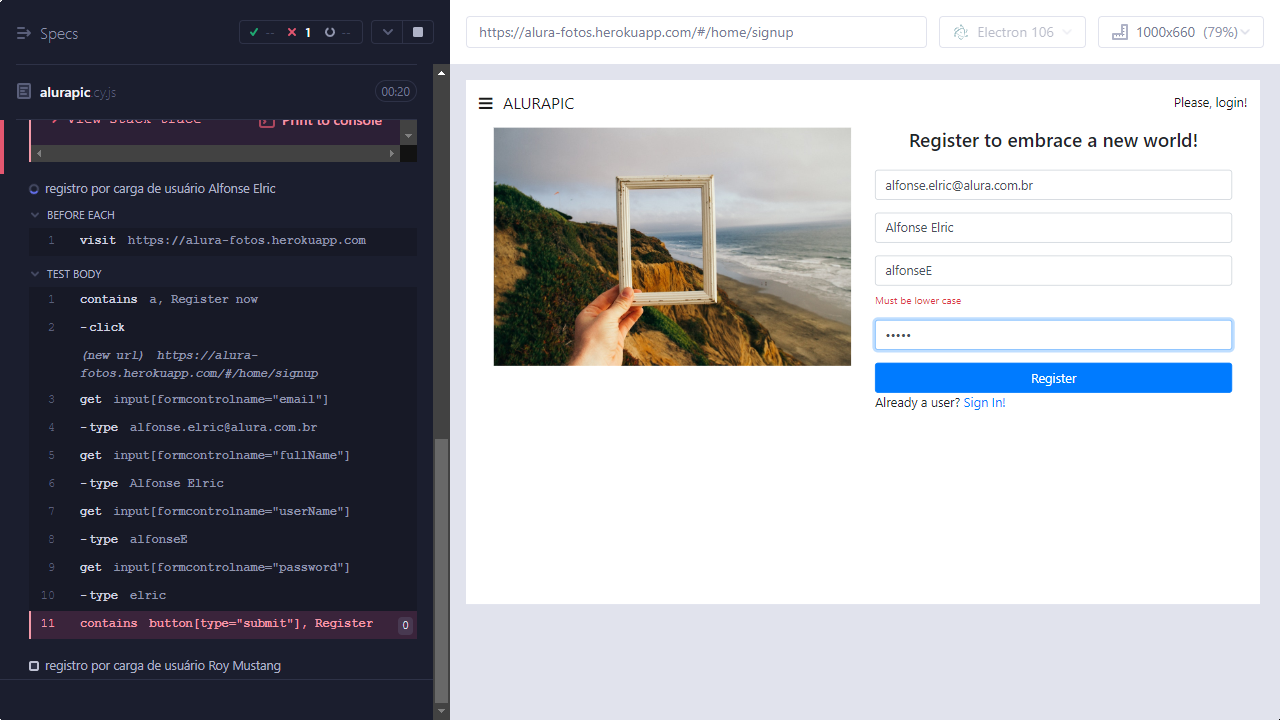 Specs
-- 1 --
alurapic.cy.js 00:20
View stack trace Print to console
registro por carga de usuário Alfonse Elric
BEFORE EACH
1 visit https://alura-fotos.herokuapp.com
TEST BODY
1 contains a, Register now
2 -click
(new url) https://alura-
fotos.herokuapp.com/#/home/signup
3 get input[formcontrolname="email"]
4 -type alfonse.elric@alura.com.br
5 get input[formcontrolname="fullName"]
6 -type Alfonse Elric
7 get input[formcontrolname="userName"]
8 -type alfonseE
9 get input[formcontrolname="password"]
10 -type elric
11 contains button[type="submit"], Register 0
registro por carga de usuário Roy Mustang
https://alura-fotos.herokuapp.com/#/home/signup
Electron 106
1000x660 (79%)
ALURAPIC
Please, login!
Register to embrace a new world!
alfonse.elric@alura.com.br
Alfonse Elric
alfonseE
Must be lower case
•••••
Register
Already a user? Sign In!